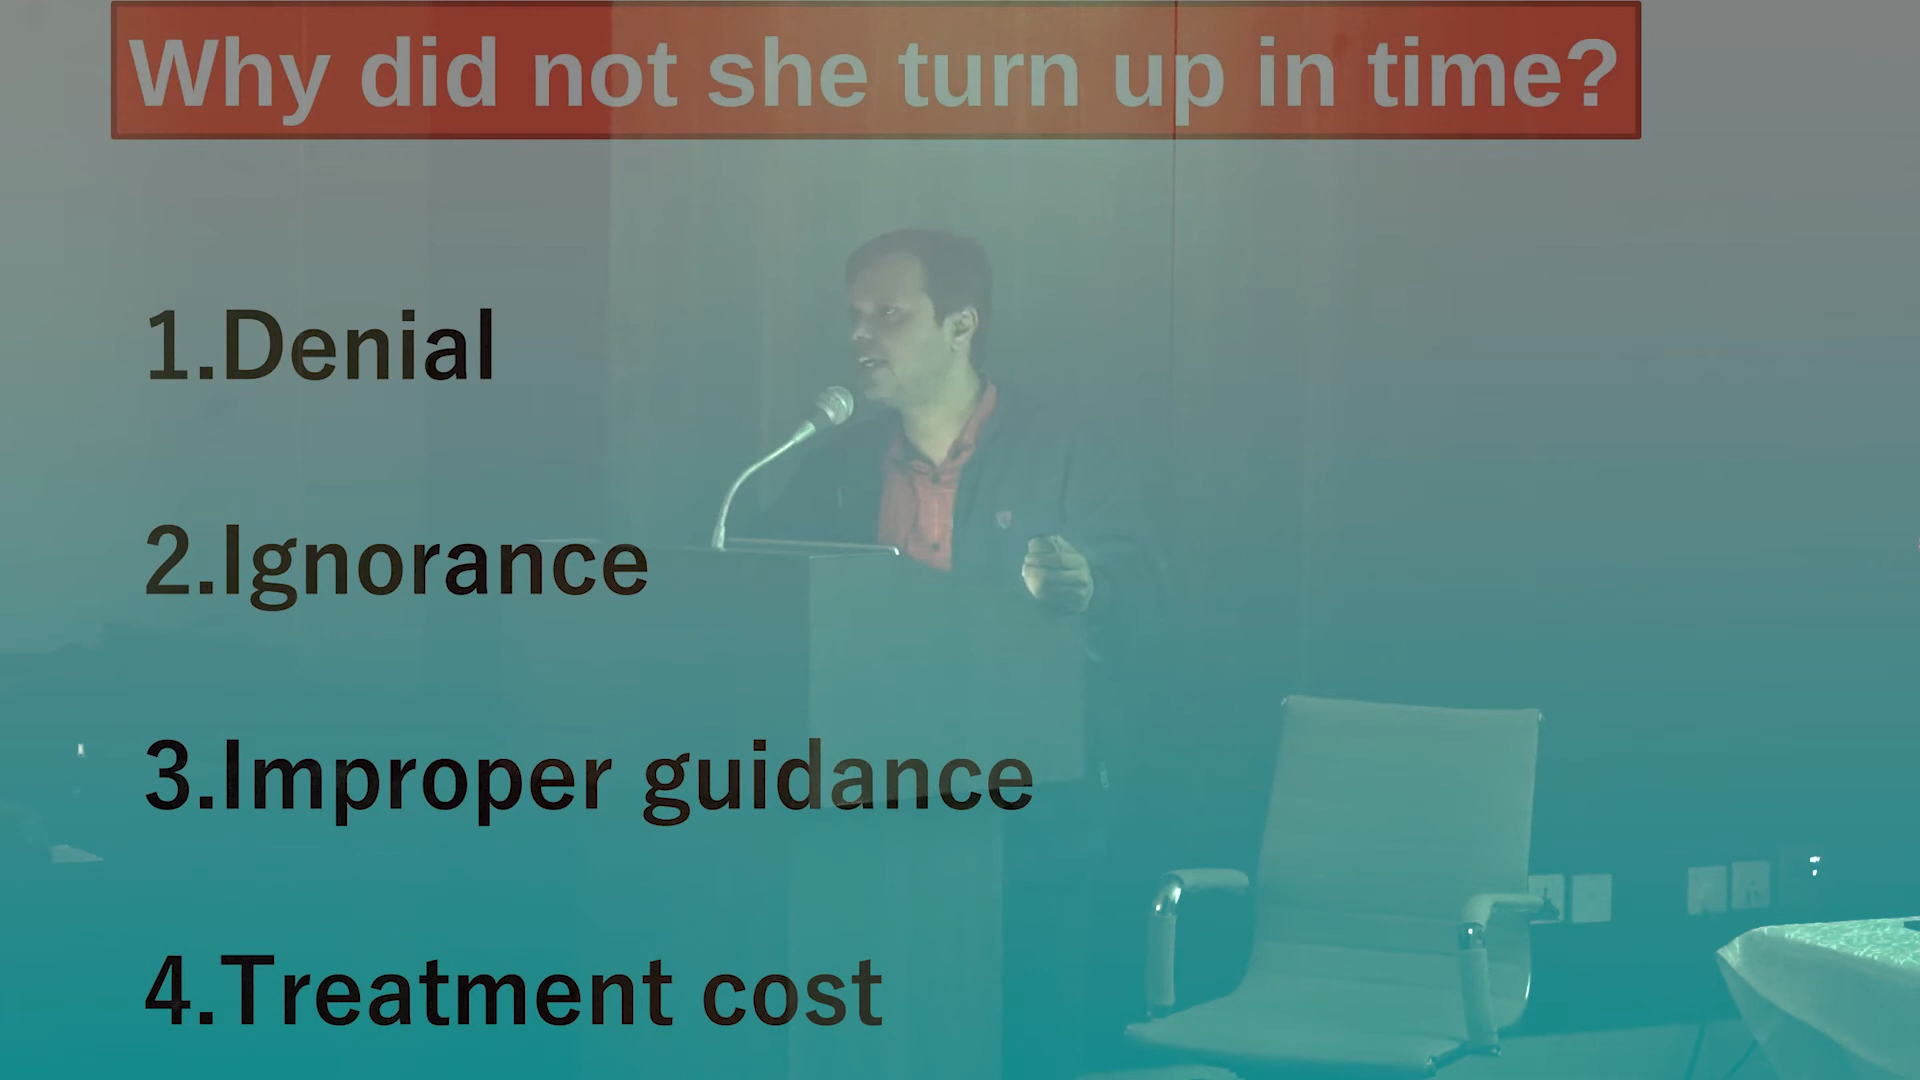 Why did not she turn up in time?
1.Denial
2.Ignorance
3.Improper guidance
4.Treatment cost